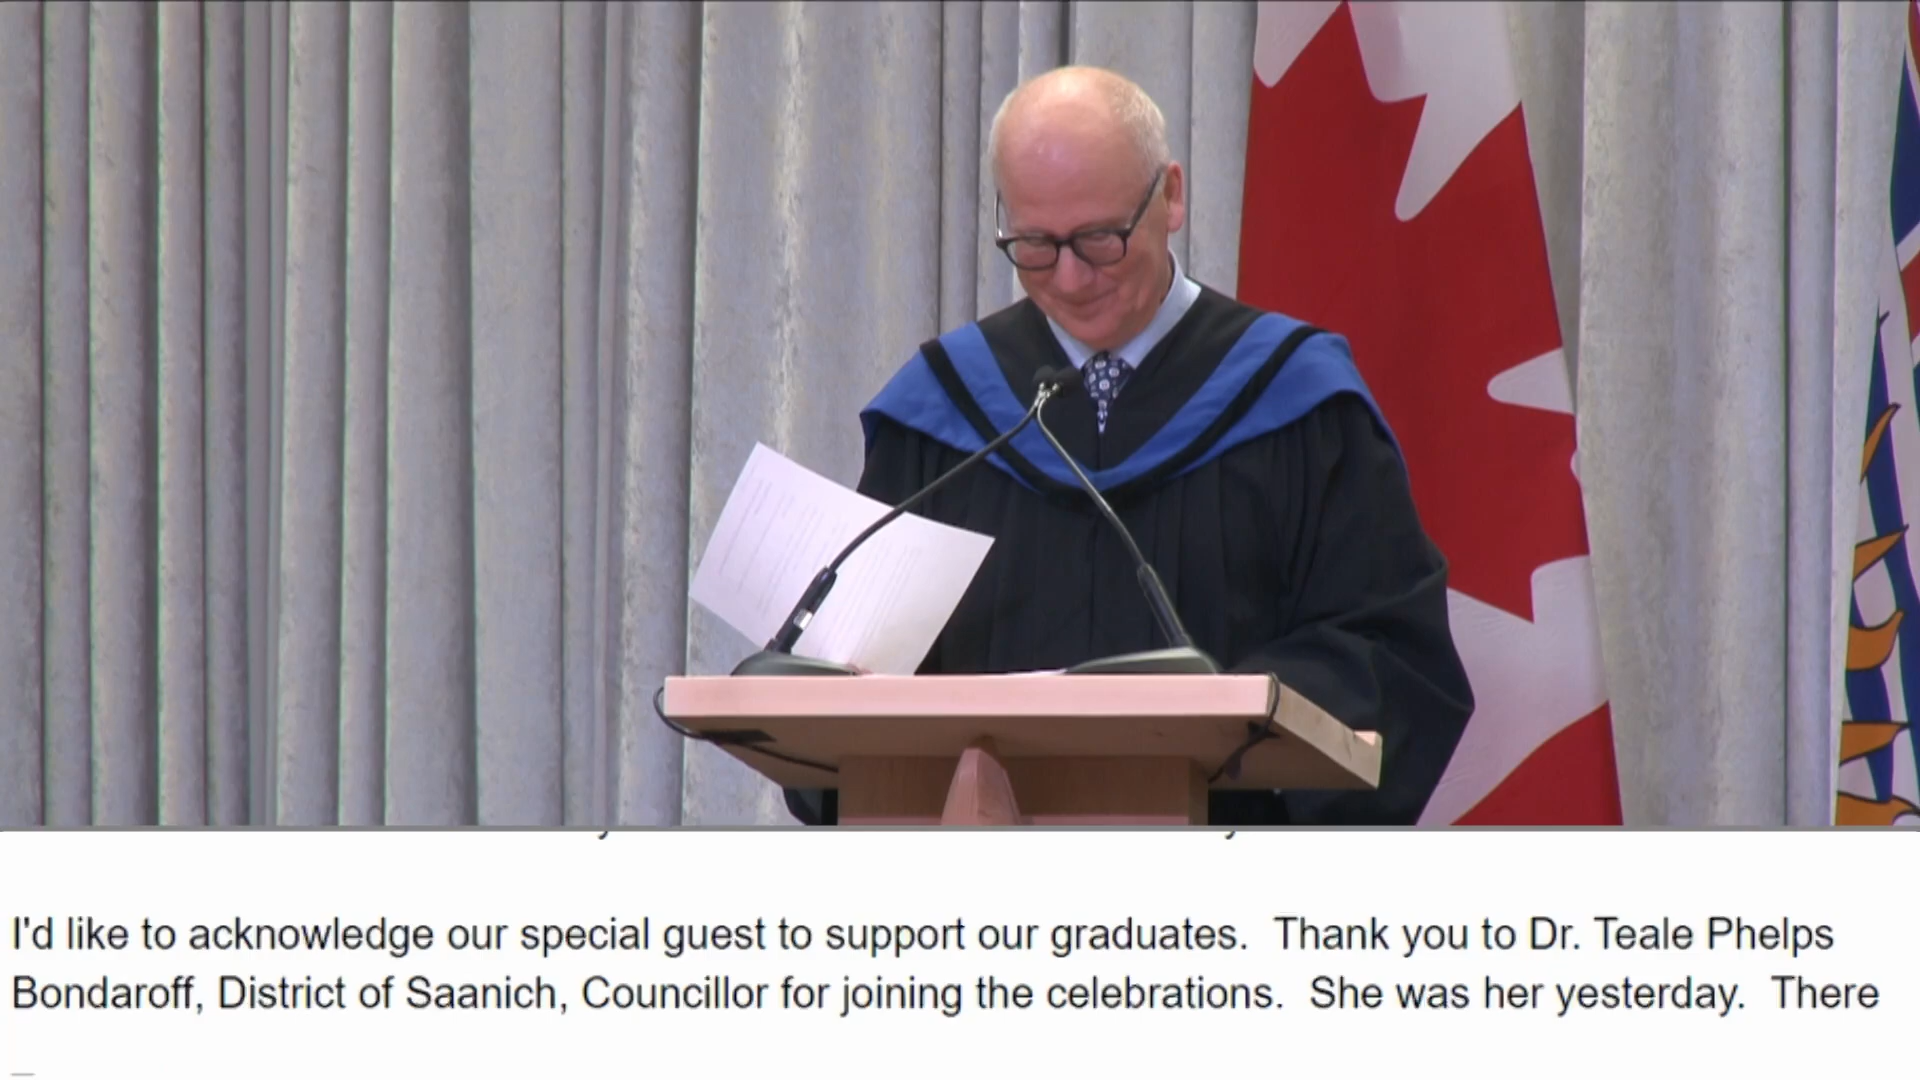 I'd like to acknowledge our special guest to support our graduates.  Thank you to Dr. Teale Phelps
Bondaroff, District of Saanich, Councillor for joining the celebrations.  She was her yesterday.  There